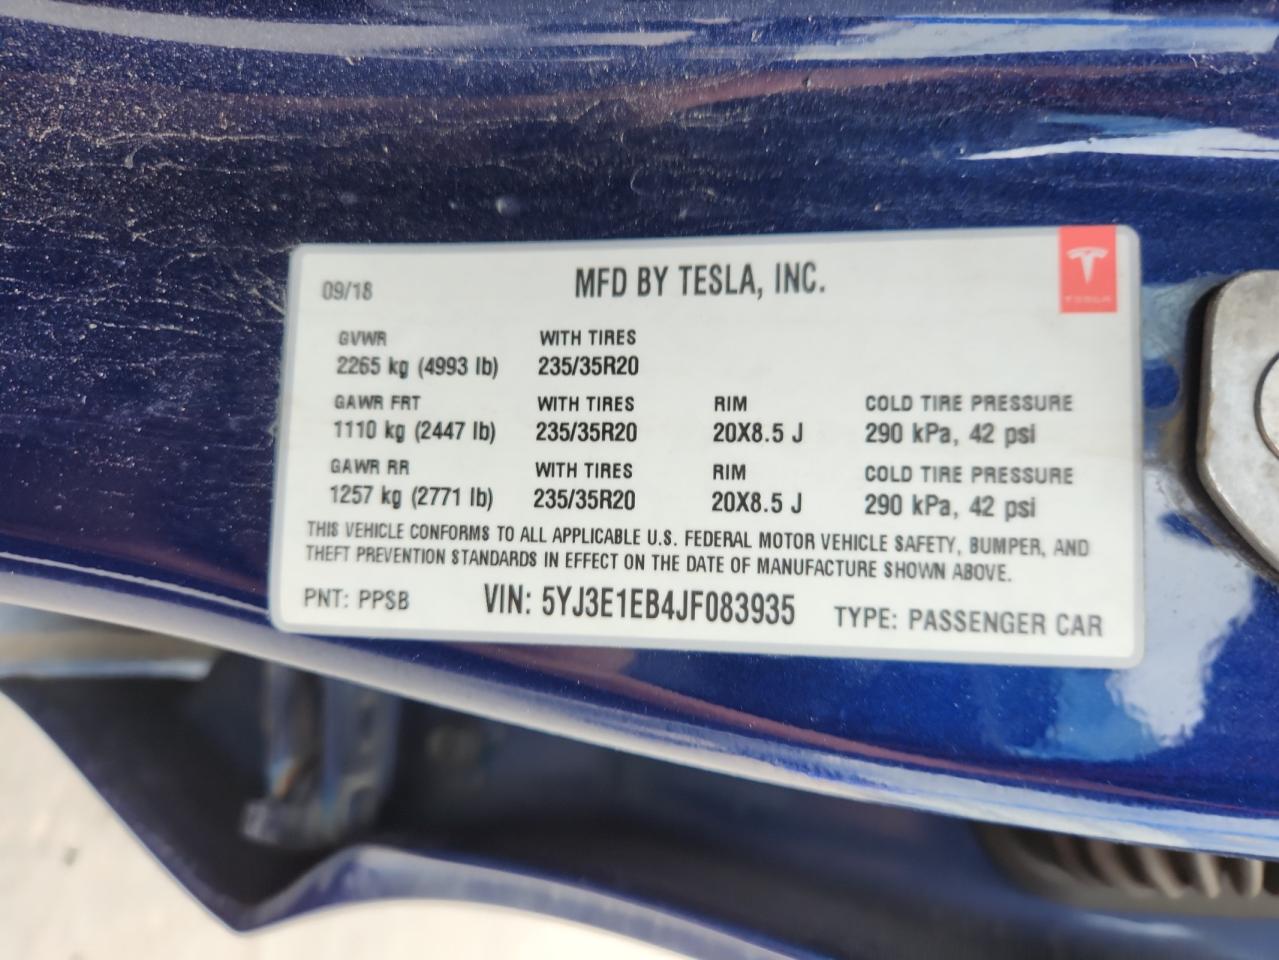 09/18
MFD BY TESLA, INC.
TESLA
GVWR WITH TIRES
2265 kg (4993 lb) 235/35R20
GAWR FRT WITH TIRES RIM COLD TIRE PRESSURE
1110 kg (2447 lb) 235/35R20 20X8.5 J 290 kPa, 42 psi
GAWR RR WITH TIRES RIM COLD TIRE PRESSURE
1257 kg (2771 lb) 235/35R20 20X8.5 J 290 kPa, 42 psi
THIS VEHICLE CONFORMS TO ALL APPLICABLE U.S. FEDERAL MOTOR VEHICLE SAFETY, BUMPER, AND
THEFT PREVENTION STANDARDS IN EFFECT ON THE DATE OF MANUFACTURE SHOWN ABOVE.
PNT: PPSB VIN: 5YJ3E1EB4JF083935 TYPE: PASSENGER CAR